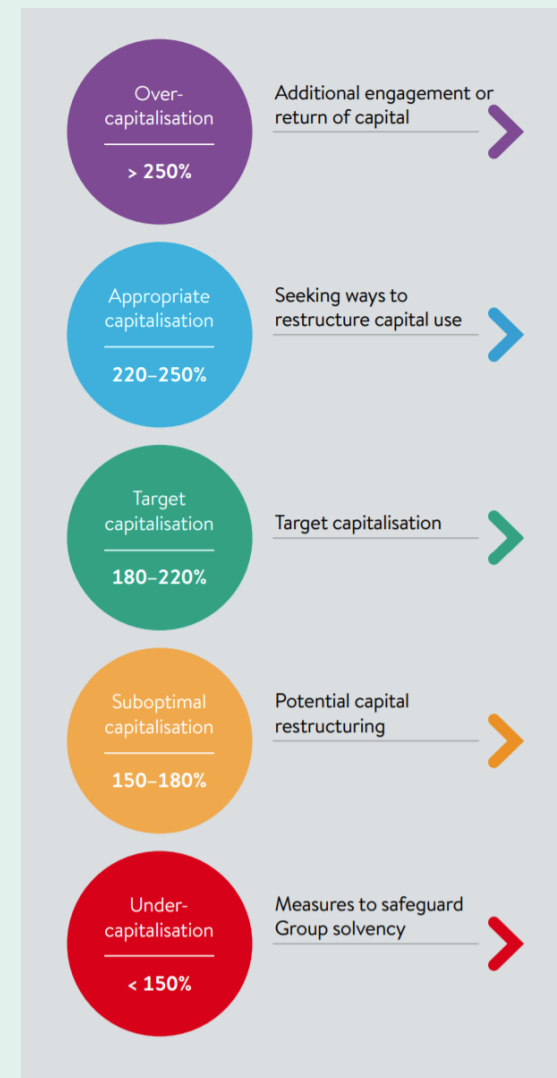 Over-
capitalisation
> 250%
Additional engagement or
return of capital
Appropriate
capitalisation
220–250%
Seeking ways to
restructure capital use
Target
capitalisation
180–220%
Target capitalisation
Suboptimal
capitalisation
150–180%
Potential capital
restructuring
Under-
capitalisation
< 150%
Measures to safeguard
Group solvency